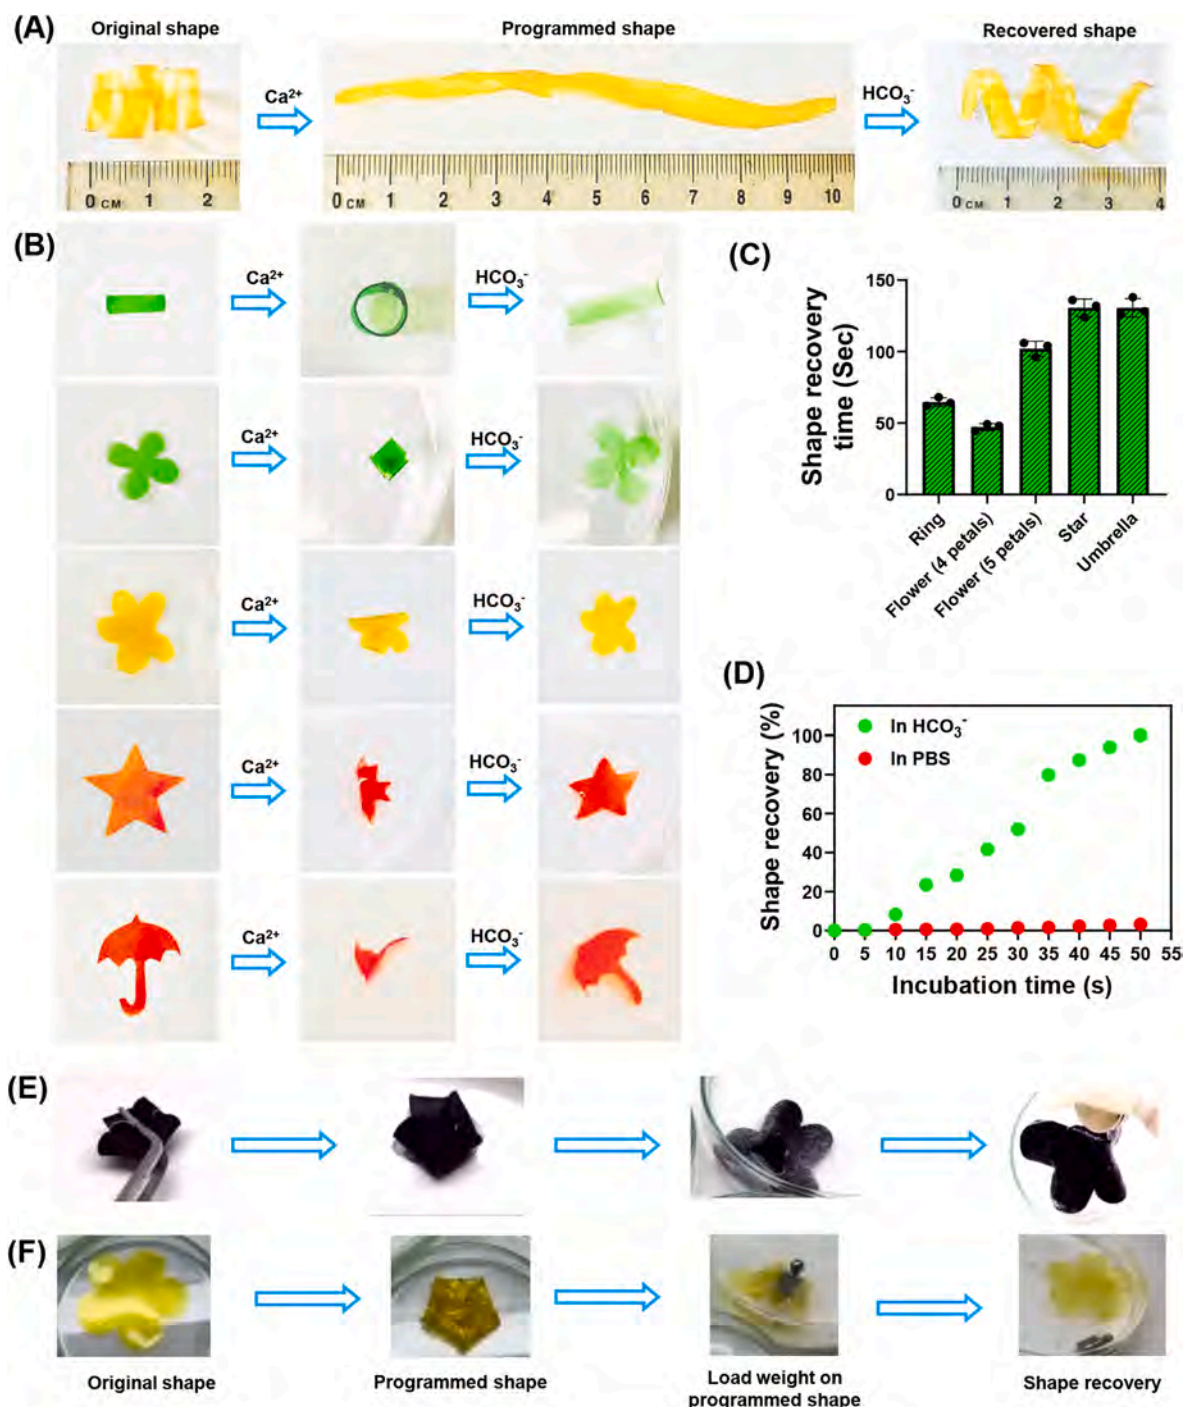 (A)
Original shape
Programmed shape
Recovered shape
Ca²⁺
HCO₃⁻
0 CM 1 2
0 CM 1 2 3 4 5 6 7 8 9 10
0 CM 1 2 3 4
(B)
Ca²⁺
HCO₃⁻
Ca²⁺
HCO₃⁻
Ca²⁺
HCO₃⁻
Ca²⁺
HCO₃⁻
Ca²⁺
HCO₃⁻
(C)
Shape recovery
time (Sec)
150
100
50
0
Ring
Flower (4 petals)
Flower (5 petals)
Star
Umbrella
(D)
Shape recovery (%)
100
80
60
40
20
0
In HCO₃⁻
In PBS
0 5 10 15 20 25 30 35 40 45 50 55
Incubation time (s)
(E)
(F)
Original shape
Programmed shape
Load weight on
programmed shape
Shape recovery